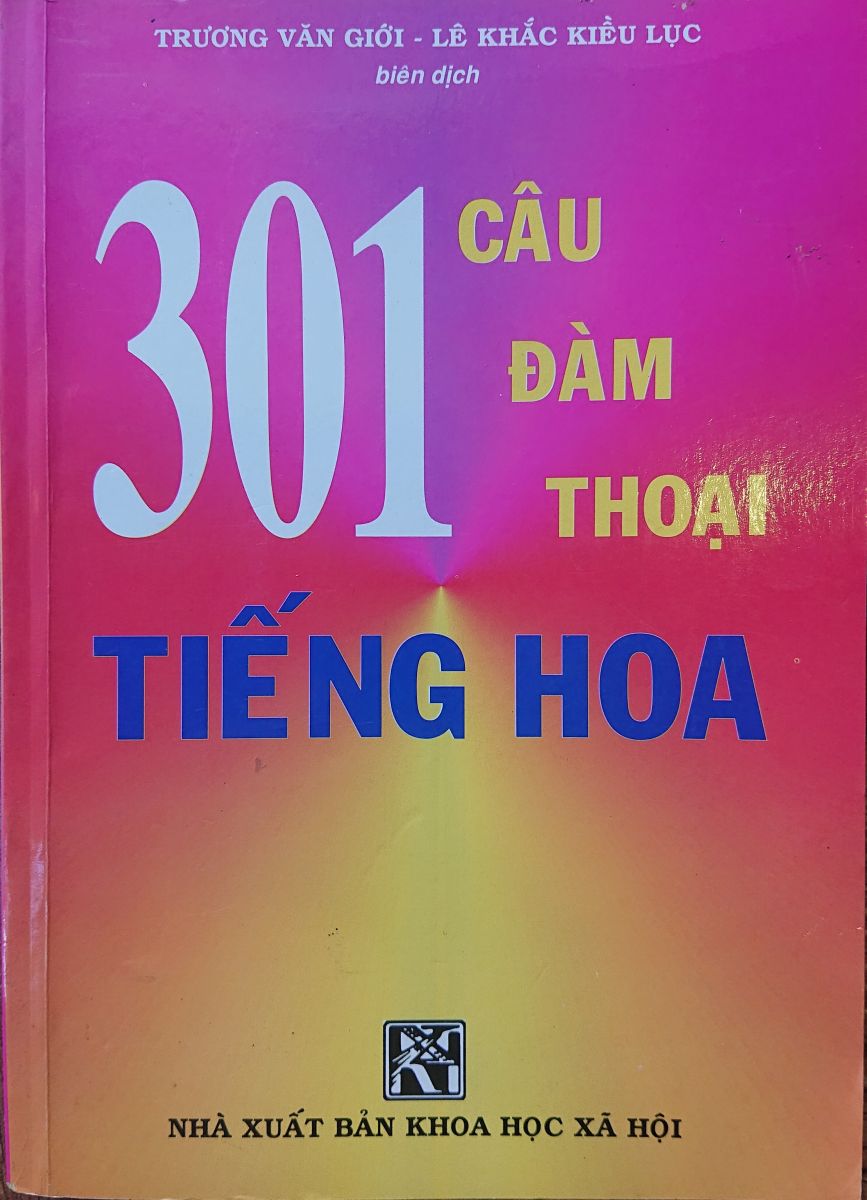 TRƯƠNG VĂN GIỚI - LÊ KHẮC KIỀU LỤC
biên dịch
301 CÂU
ĐÀM
THOẠI
TIẾNG HOA
NHÀ XUẤT BẢN KHOA HỌC XÃ HỘI